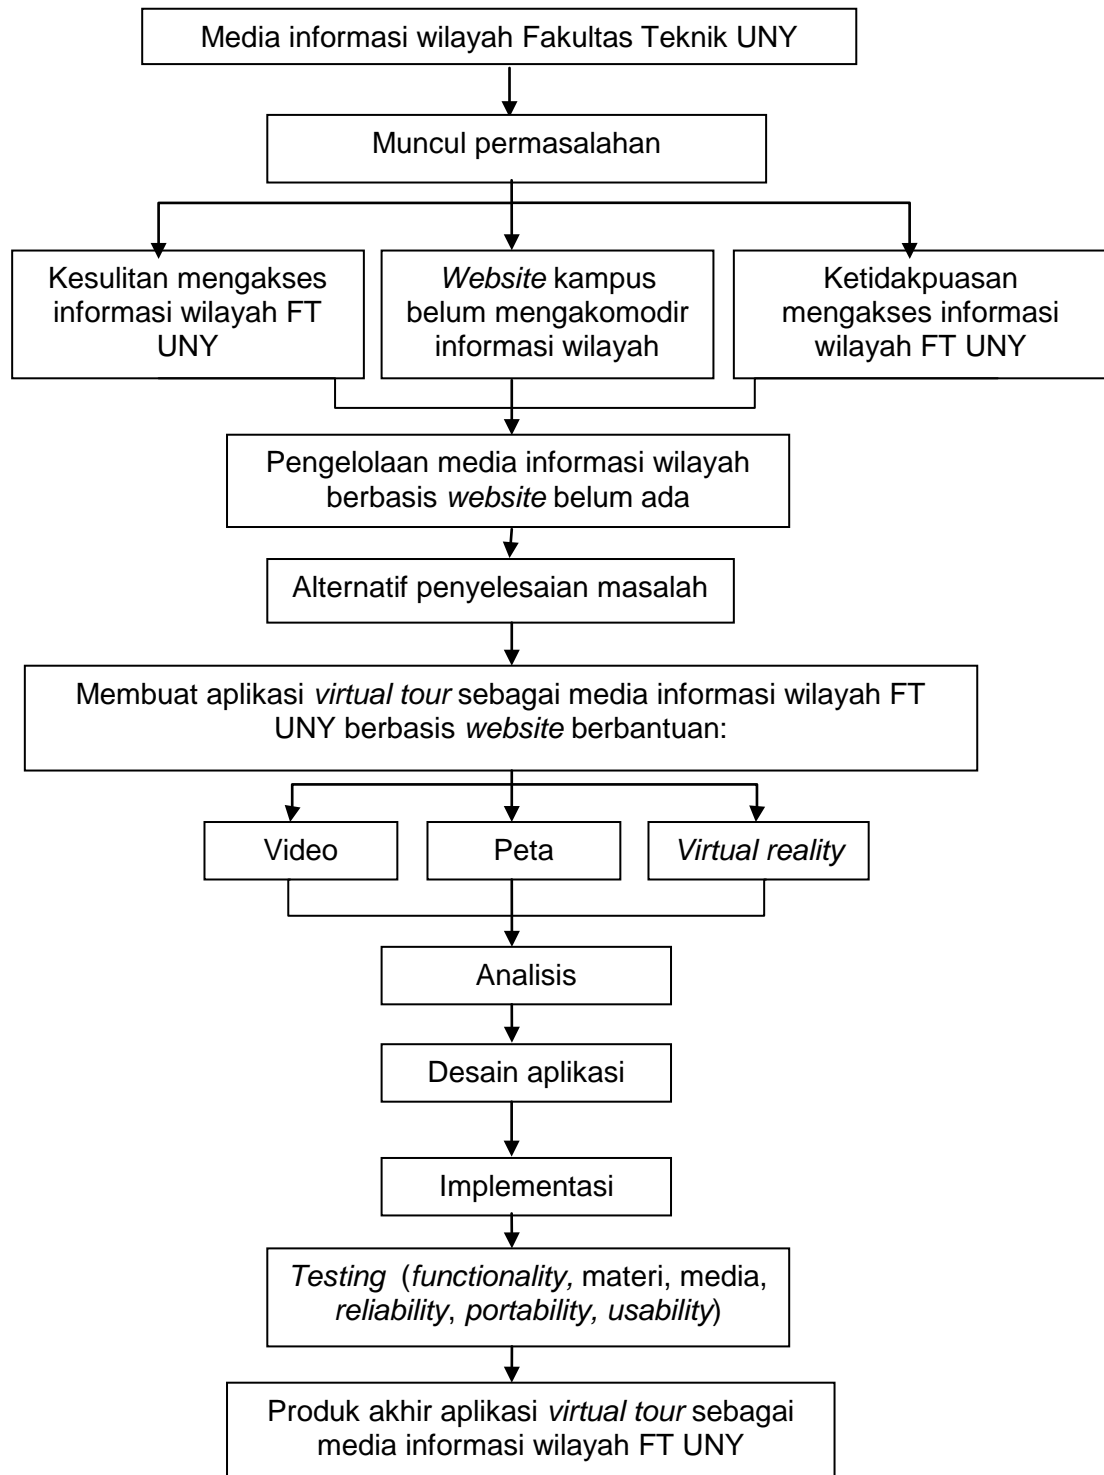 Media informasi wilayah Fakultas Teknik UNY
Muncul permasalahan
Kesulitan mengakses
informasi wilayah FT
UNY
Website kampus
belum mengakomodir
informasi wilayah
Ketidakpuasan
mengakses informasi
wilayah FT UNY
Pengelolaan media informasi wilayah
berbasis website belum ada
Alternatif penyelesaian masalah
Membuat aplikasi virtual tour sebagai media informasi wilayah FT
UNY berbasis website berbantuan:
Video
Peta
Virtual reality
Analisis
Desain aplikasi
Implementasi
Testing (functionality, materi, media,
reliability, portability, usability)
Produk akhir aplikasi virtual tour sebagai
media informasi wilayah FT UNY